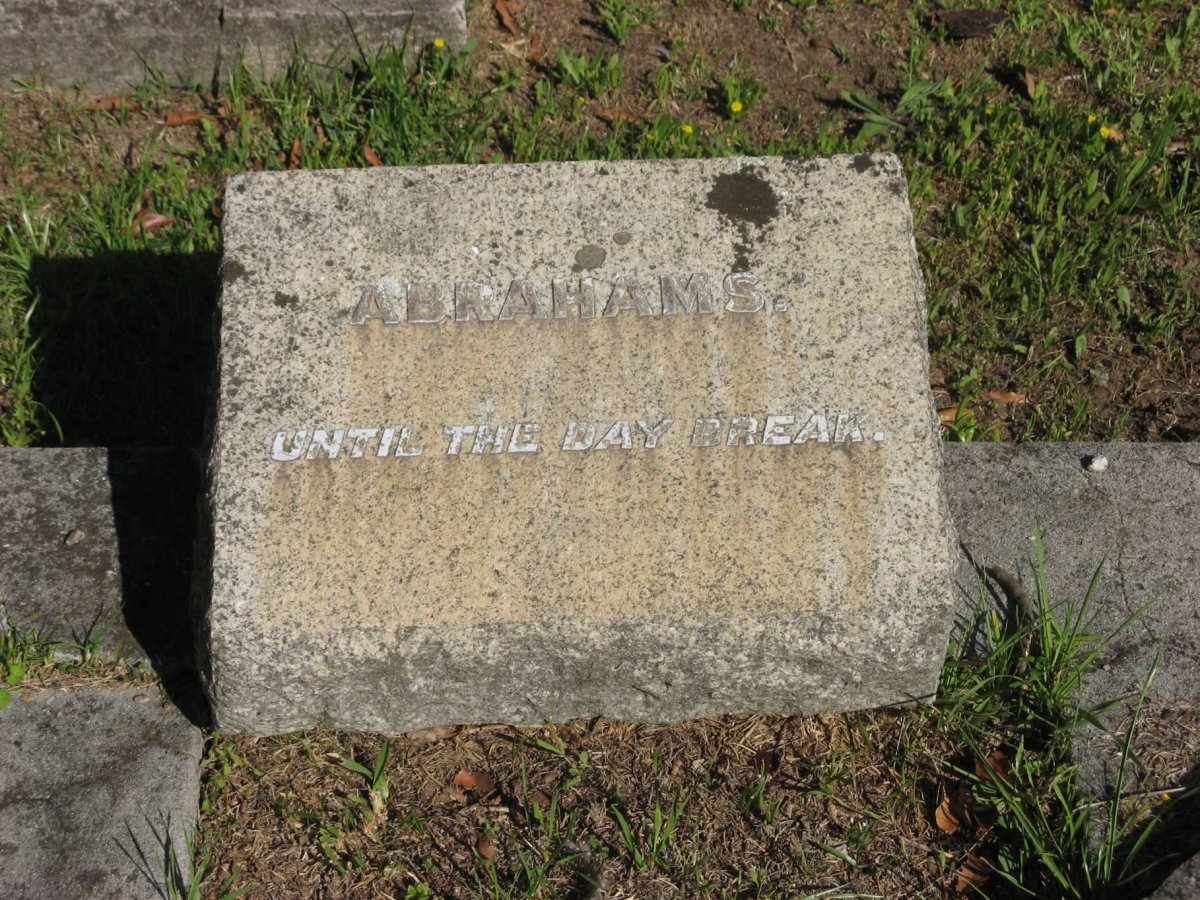 ABRAHAMS.
UNTIL THE DAY BREAK.